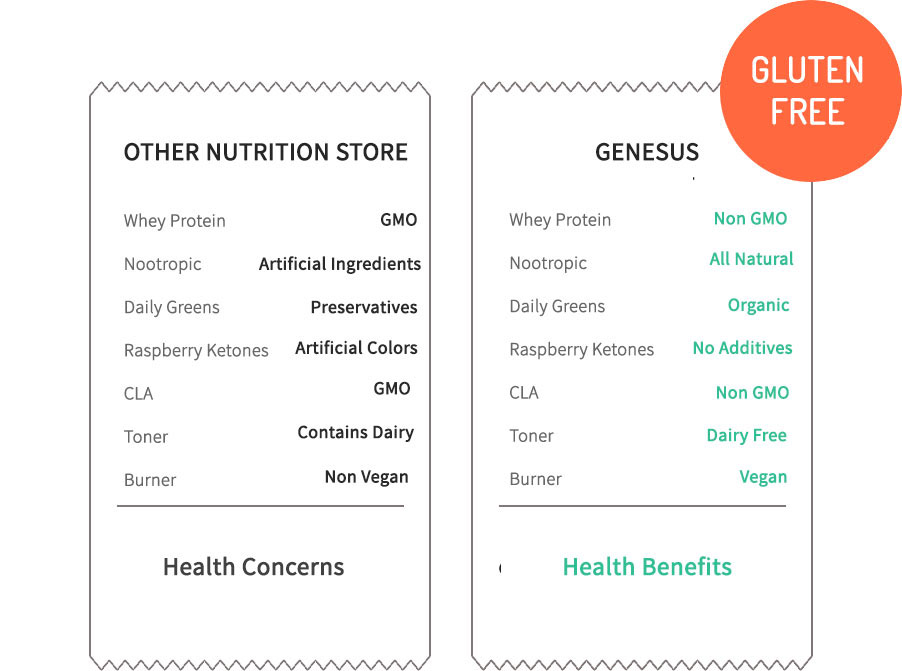 GLUTEN
FREE
OTHER NUTRITION STORE
Whey Protein GMO
Nootropic Artificial Ingredients
Daily Greens Preservatives
Raspberry Ketones Artificial Colors
CLA GMO
Toner Contains Dairy
Burner Non Vegan
Health Concerns
GENESUS
Whey Protein Non GMO
Nootropic All Natural
Daily Greens Organic
Raspberry Ketones No Additives
CLA Non GMO
Toner Dairy Free
Burner Vegan
Health Benefits